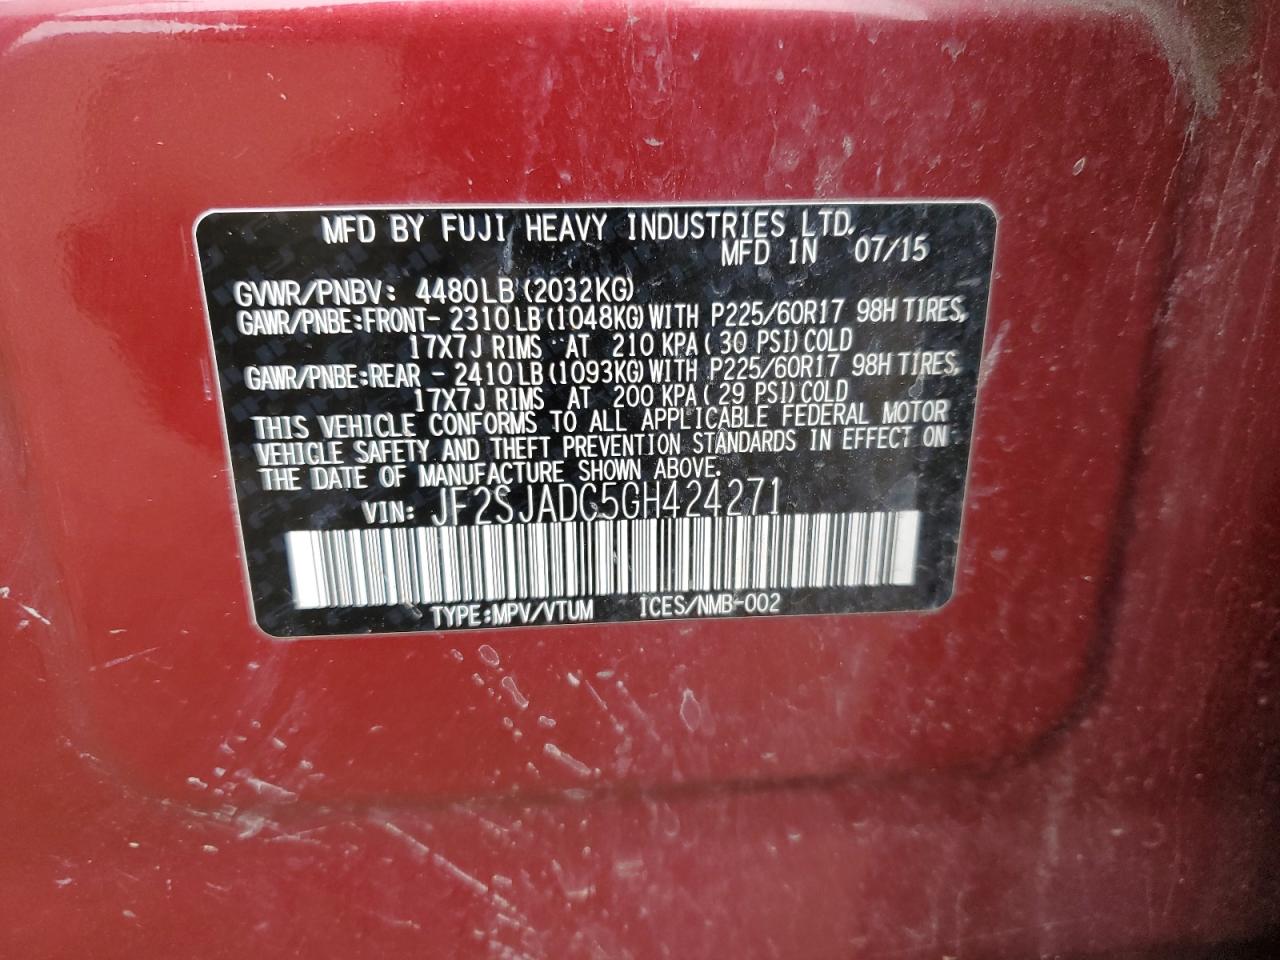 MFD BY FUJI HEAVY INDUSTRIES LTD.
MFD IN 07/15
GVWR/PNBV: 4480LB(2032KG)
GAWR/PNBE:FRONT- 2310LB(1048KG)WITH P225/60R17 98H TIRES,
17X7J RIMS AT 210 KPA(30 PSI)COLD
GAWR/PNBE:REAR - 2410LB(1093KG)WITH P225/60R17 98H TIRES,
17X7J RIMS AT 200 KPA(29 PSI)COLD
THIS VEHICLE CONFORMS TO ALL APPLICABLE FEDERAL MOTOR
VEHICLE SAFETY AND THEFT PREVENTION STANDARDS IN EFFECT ON
THE DATE OF MANUFACTURE SHOWN ABOVE.
VIN: JF2SJADC5GH424271
TYPE:MPV/VTUM ICES/NMB-002